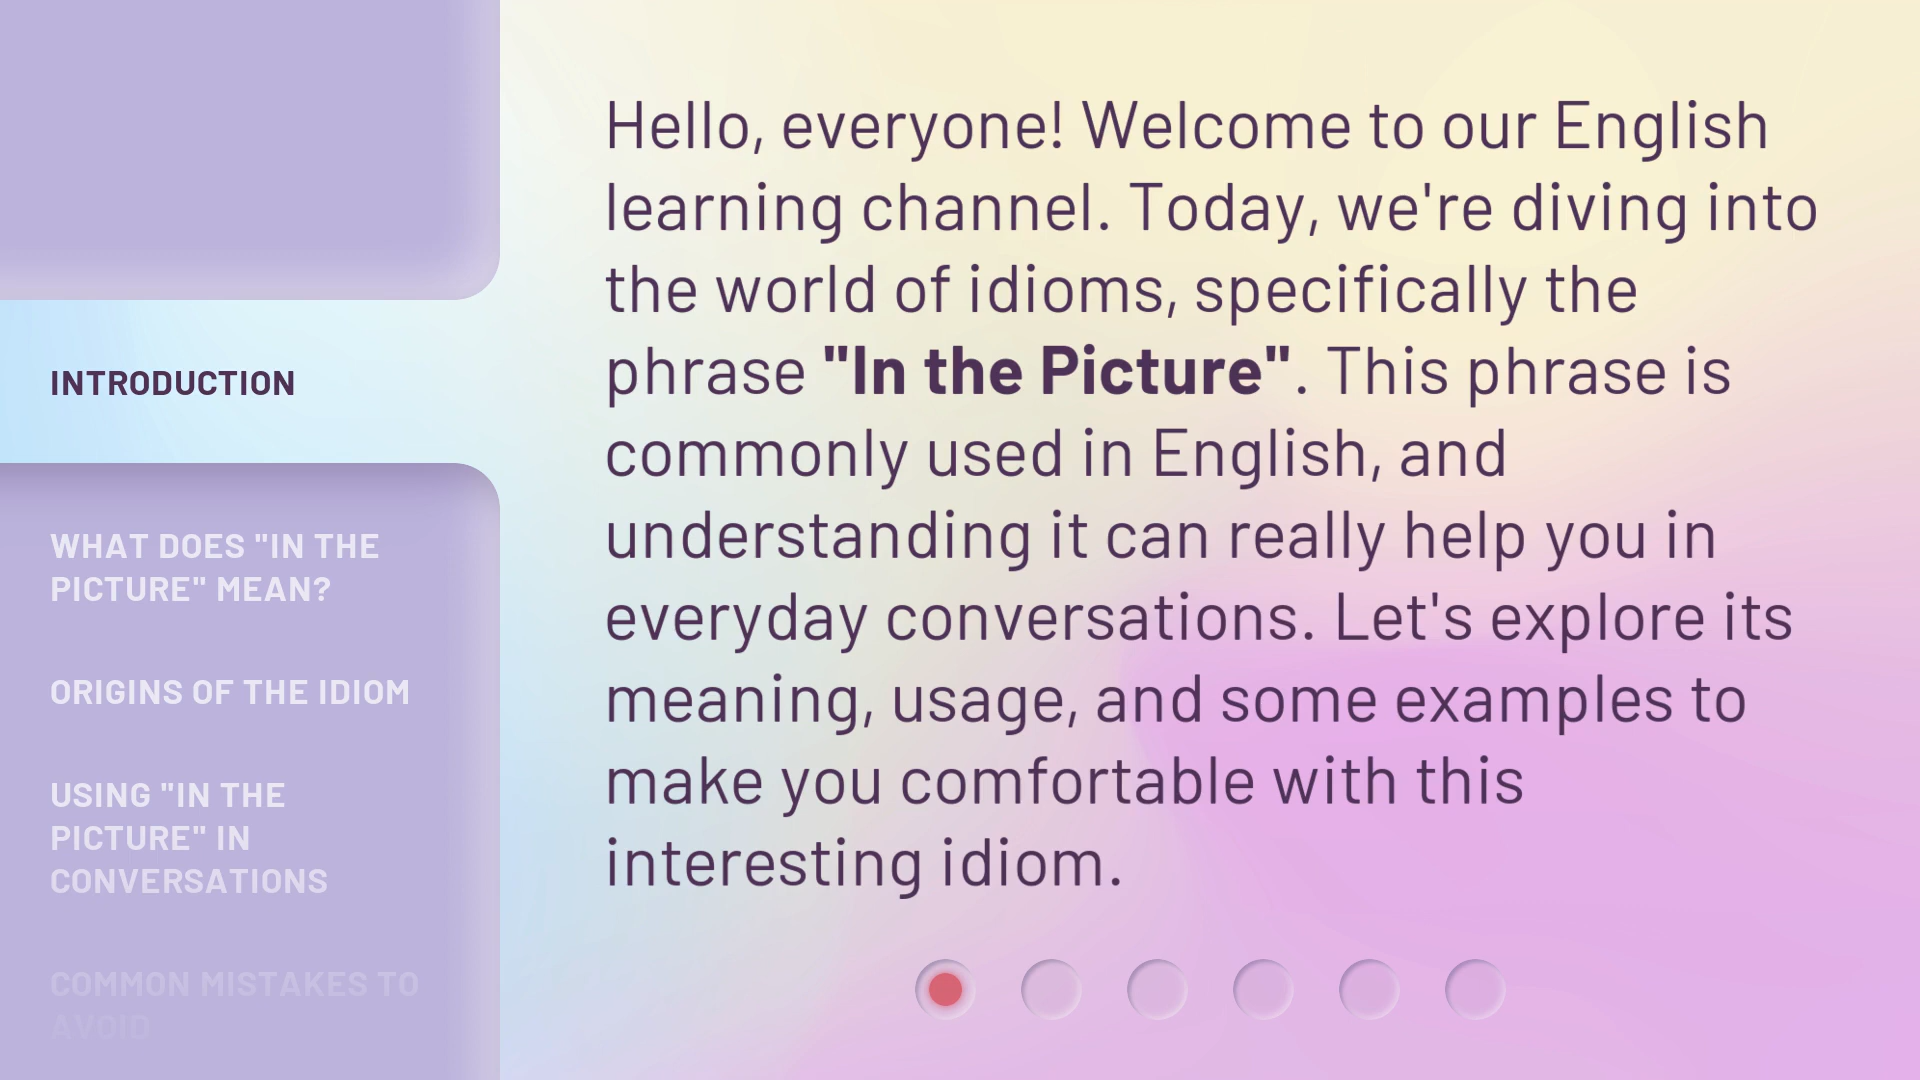 INTRODUCTION
WHAT DOES "IN THE
PICTURE" MEAN?
ORIGINS OF THE IDIOM
USING "IN THE
PICTURE" IN
CONVERSATIONS
COMMON MISTAKES TO
AVOID
Hello, everyone! Welcome to our English
learning channel. Today, we're diving into
the world of idioms, specifically the
phrase "In the Picture". This phrase is
commonly used in English, and
understanding it can really help you in
everyday conversations. Let's explore its
meaning, usage, and some examples to
make you comfortable with this
interesting idiom.